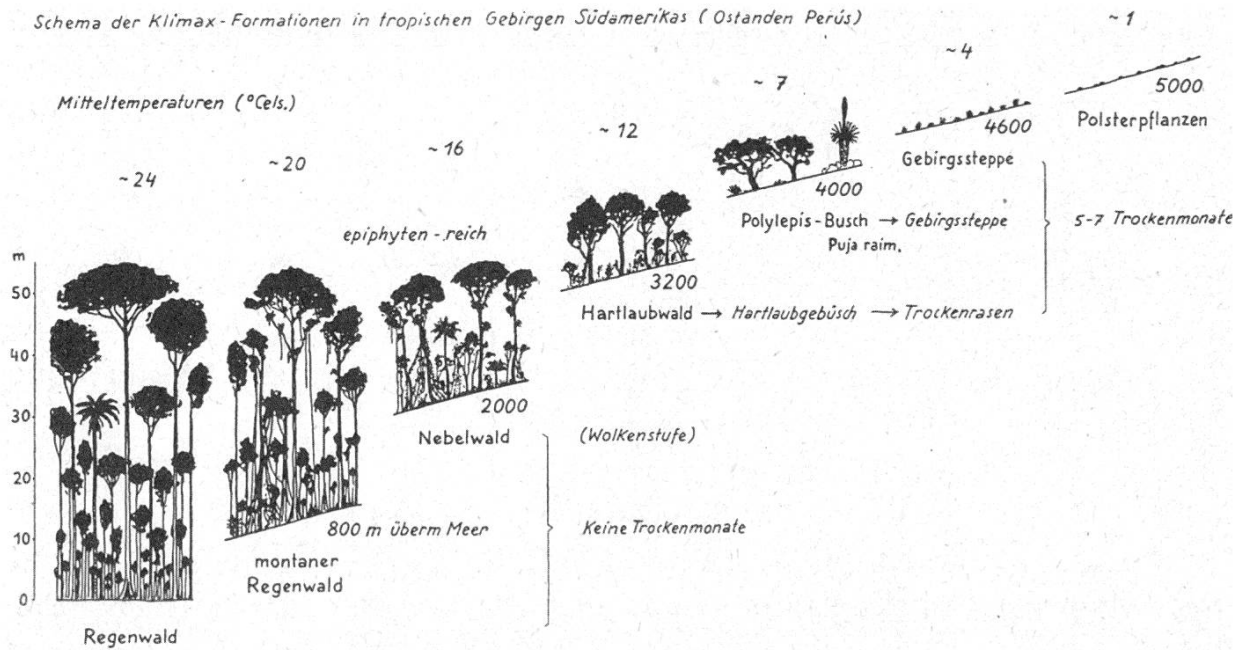 Schema der Klimax-Formationen in tropischen Gebirgen Südamerikas (Ostanden Perús)
~1
~4
~7
Mitteltemperaturen (°Cels.)
~12
~16
~20
~24
5000
Polsterpflanzen
4600
Gebirgssteppe
4000
Polylepis-Busch → Gebirgssteppe
Puja raim.
5-7 Trockenmonate
epiphyten-reich
3200
Hartlaubwald → Hartlaubgebüsch → Trockenrasen
m
50
40
30
20
10
0
2000
Nebelwald
(Wolkenstufe)
800 m überm Meer
Keine Trockenmonate
montaner
Regenwald
Regenwald